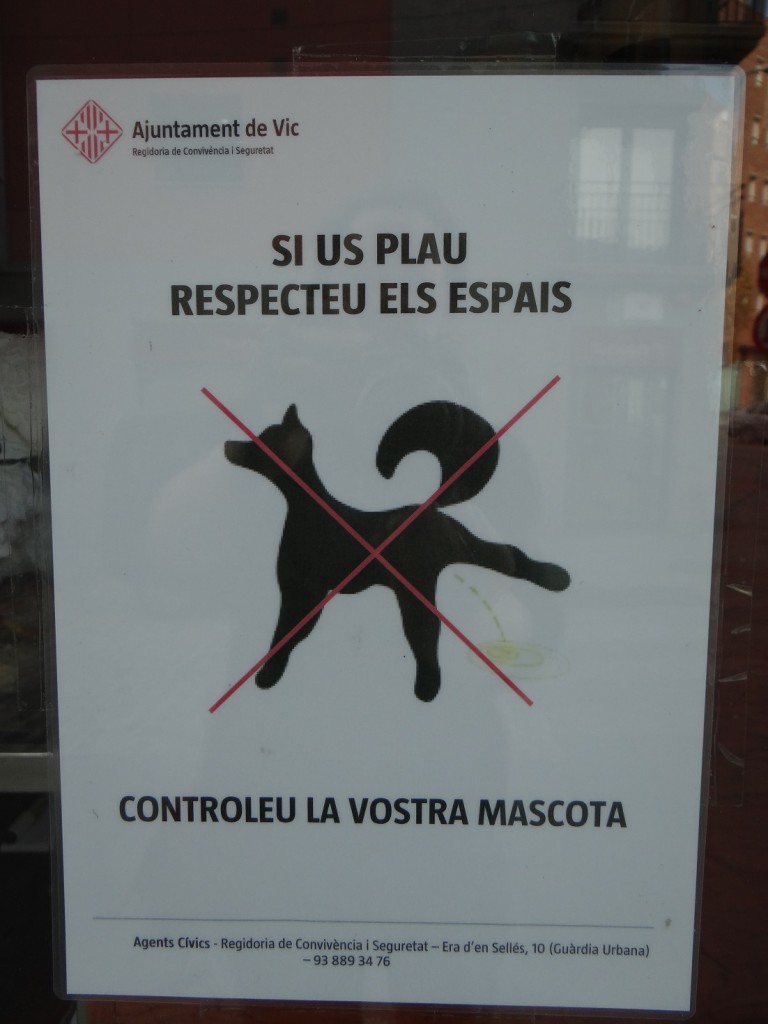 Ajuntament de Vic
Regidoria de Convivència i Seguretat
SI US PLAU
RESPECTEU ELS ESPAIS
CONTROLEU LA VOSTRA MASCOTA
Agents Cívics - Regidoria de Convivència i Seguretat – Era d'en Sellés, 10 (Guàrdia Urbana)
– 93 889 34 76